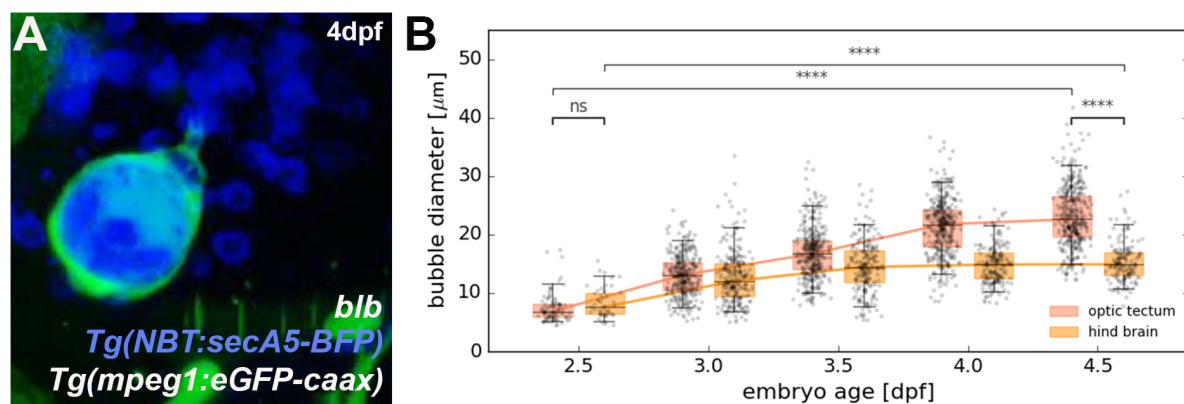 A
4dpf
blb
Tg(NBT:secA5-BFP)
Tg(mpeg1:eGFP-caax)
B
bubble diameter [μm]
50
40
30
20
10
0
****
****
ns
****
optic tectum
hind brain
2.5 3.0 3.5 4.0 4.5
embryo age [dpf]